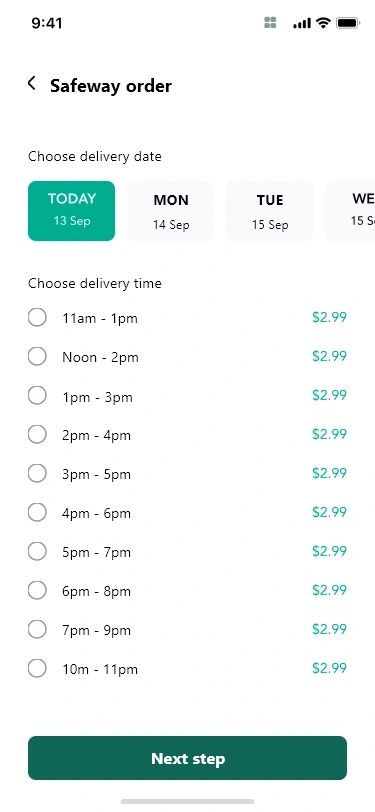 9:41
Safeway order
Choose delivery date
TODAY MON TUE WE
13 Sep 14 Sep 15 Sep 15 S
Choose delivery time
11am - 1pm $2.99
Noon - 2pm $2.99
1pm - 3pm $2.99
2pm - 4pm $2.99
3pm - 5pm $2.99
4pm - 6pm $2.99
5pm - 7pm $2.99
6pm - 8pm $2.99
7pm - 9pm $2.99
10m - 11pm $2.99
Next step